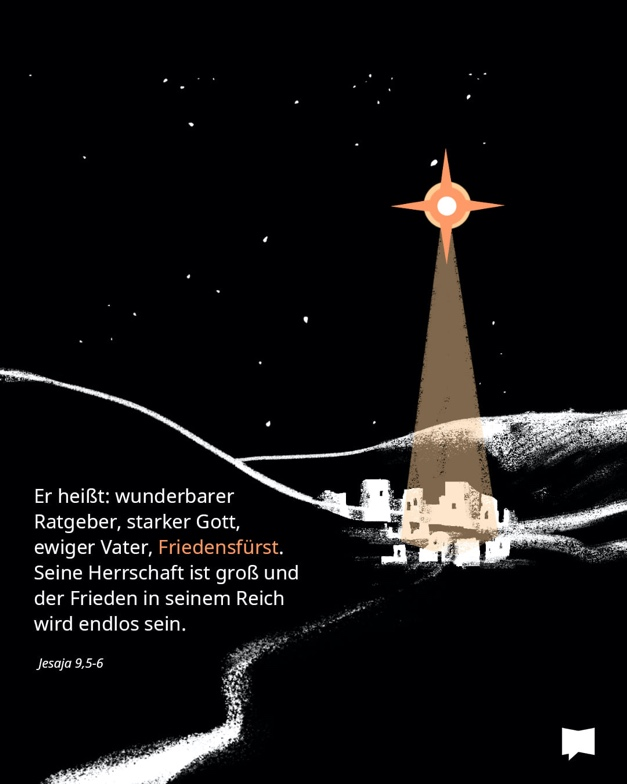 Er heißt: wunderbarer
Ratgeber, starker Gott,
ewiger Vater, Friedensfürst.
Seine Herrschaft ist groß und
der Frieden in seinem Reich
wird endlos sein.
Jesaja 9,5-6